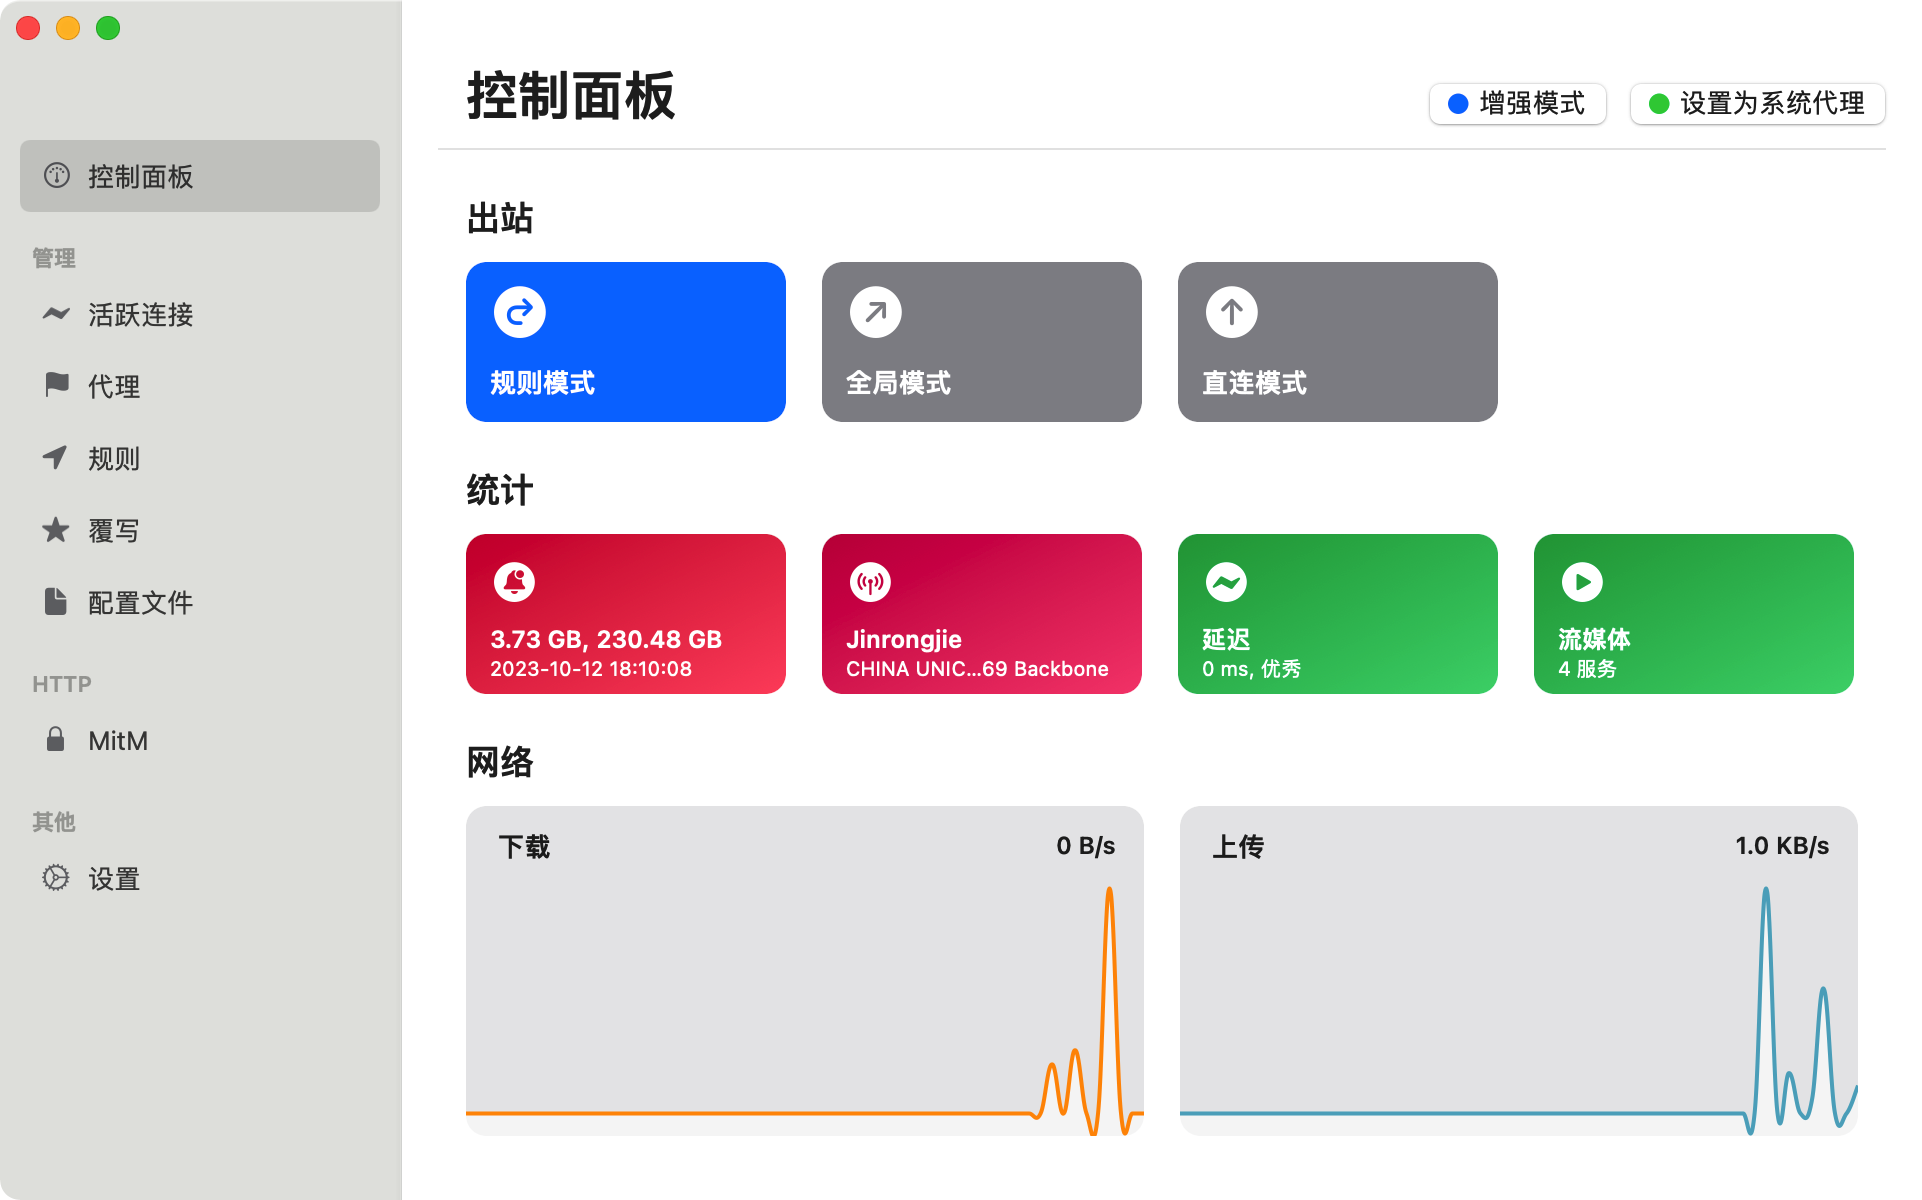 控制面板
管理
活跃连接
代理
规则
覆写
配置文件
HTTP
MitM
其他
设置
控制面板
增强模式
设置为系统代理
出站
规则模式
全局模式
直连模式
统计
3.73 GB, 230.48 GB
2023-10-12 18:10:08
Jinrongjie
CHINA UNIC...69 Backbone
延迟
0 ms, 优秀
流媒体
4 服务
网络
下载
0 B/s
上传
1.0 KB/s